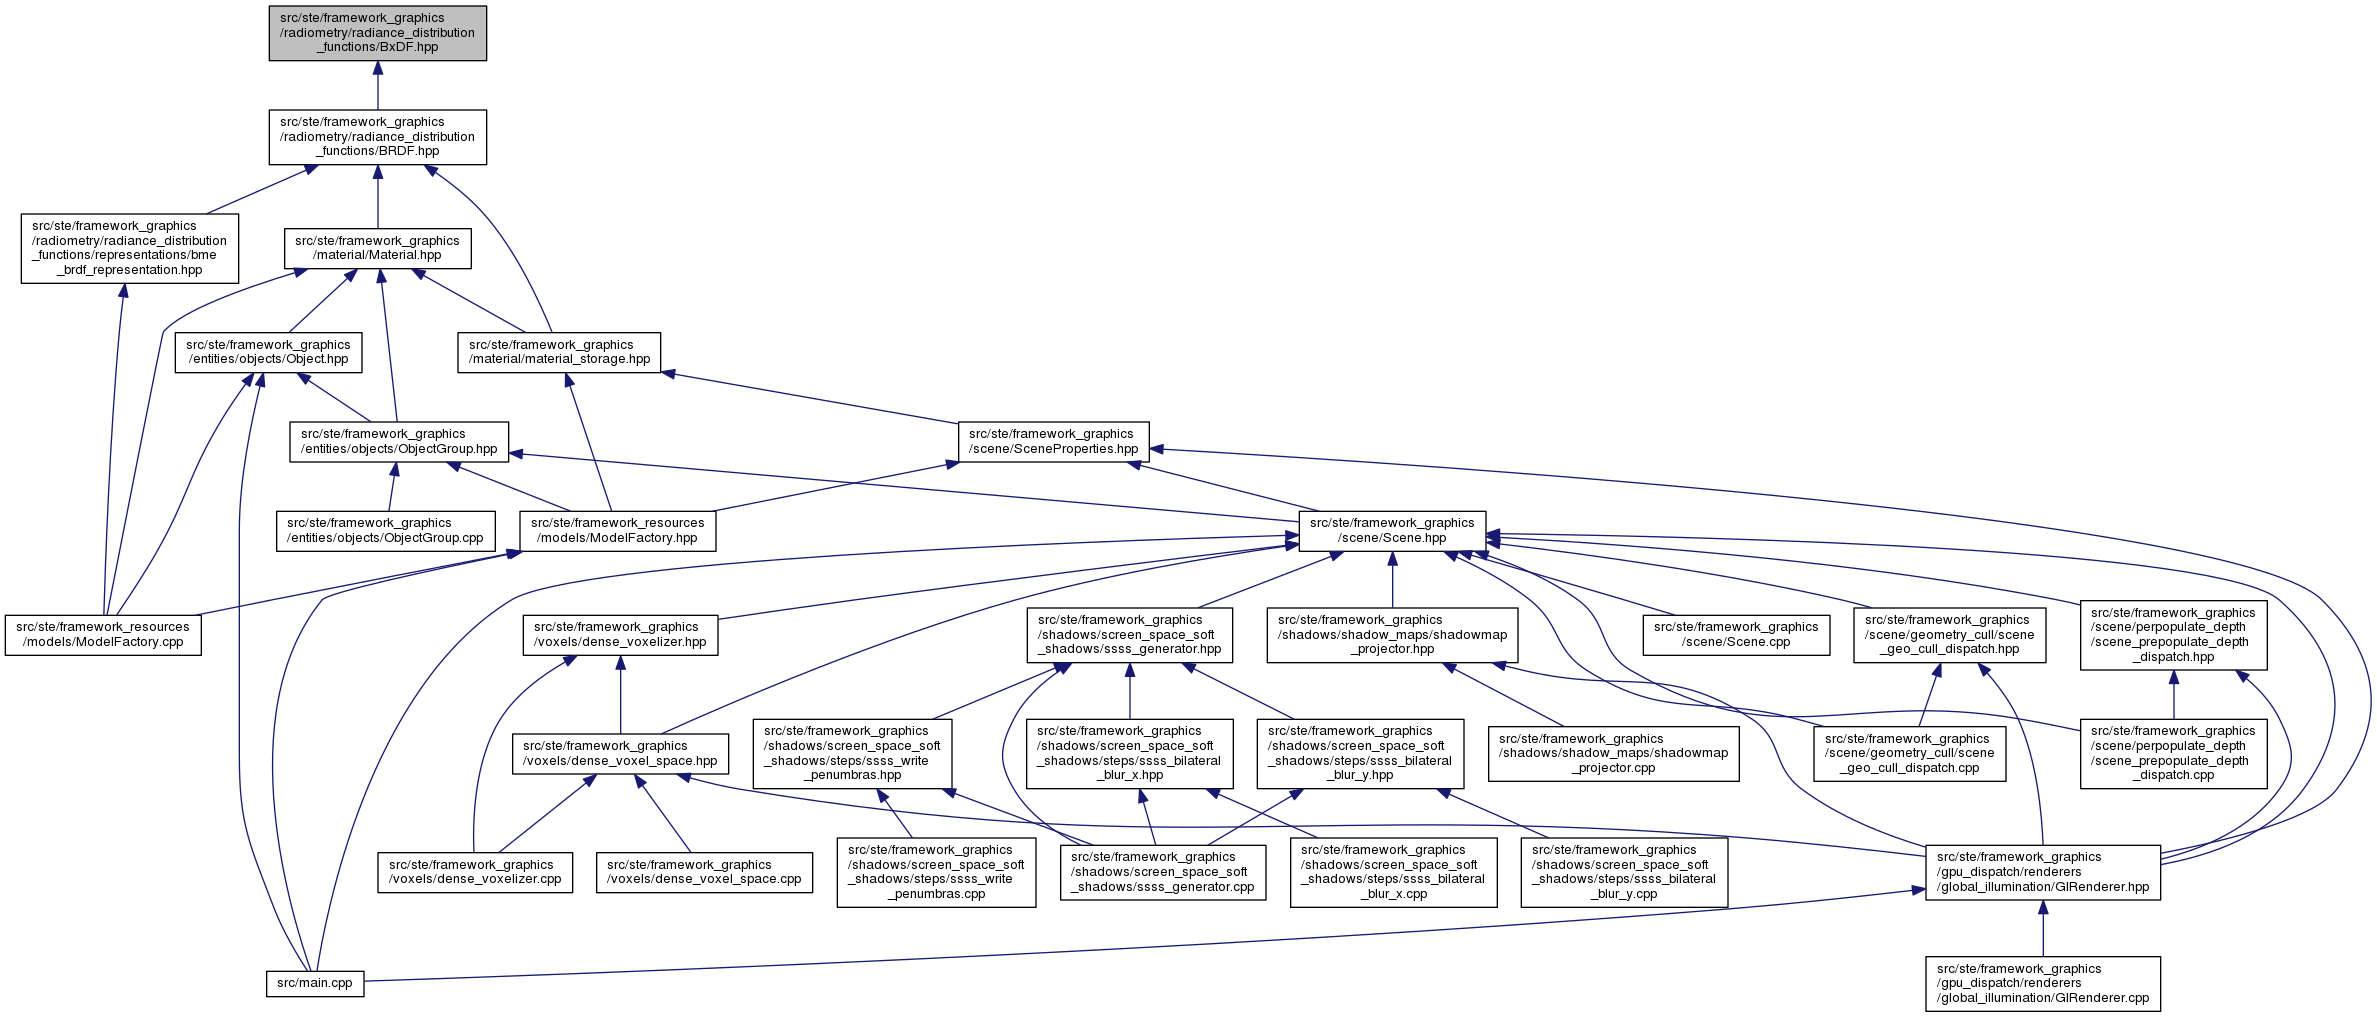 src/ste/framework_graphics
/radiometry/radiance_distribution
_functions/BxDF.hpp
src/ste/framework_graphics
/radiometry/radiance_distribution
_functions/BRDF.hpp
src/ste/framework_graphics
/radiometry/radiance_distribution
_functions/representations/bme
_brdf_representation.hpp
src/ste/framework_graphics
/material/Material.hpp
src/ste/framework_graphics
/entities/objects/Object.hpp
src/ste/framework_graphics
/material/material_storage.hpp
src/ste/framework_graphics
/entities/objects/ObjectGroup.hpp
src/ste/framework_graphics
/scene/SceneProperties.hpp
src/ste/framework_graphics
/entities/objects/ObjectGroup.cpp
src/ste/framework_resources
/models/ModelFactory.hpp
src/ste/framework_graphics
/scene/Scene.hpp
src/ste/framework_resources
/models/ModelFactory.cpp
src/ste/framework_graphics
/voxels/dense_voxelizer.hpp
src/ste/framework_graphics
/shadows/screen_space_soft
_shadows/ssss_generator.hpp
src/ste/framework_graphics
/shadows/shadow_maps/shadowmap
_projector.hpp
src/ste/framework_graphics
/scene/Scene.cpp
src/ste/framework_graphics
/scene/geometry_cull/scene
_geo_cull_dispatch.hpp
src/ste/framework_graphics
/scene/perpopulate_depth
/scene_prepopulate_depth
_dispatch.hpp
src/ste/framework_graphics
/voxels/dense_voxel_space.hpp
src/ste/framework_graphics
/shadows/screen_space_soft
_shadows/steps/ssss_write
_penumbras.hpp
src/ste/framework_graphics
/shadows/screen_space_soft
_shadows/steps/ssss_bilateral
_blur_x.hpp
src/ste/framework_graphics
/shadows/screen_space_soft
_shadows/steps/ssss_bilateral
_blur_y.hpp
src/ste/framework_graphics
/shadows/shadow_maps/shadowmap
_projector.cpp
src/ste/framework_graphics
/scene/geometry_cull/scene
_geo_cull_dispatch.cpp
src/ste/framework_graphics
/scene/perpopulate_depth
/scene_prepopulate_depth
_dispatch.cpp
src/ste/framework_graphics
/voxels/dense_voxelizer.cpp
src/ste/framework_graphics
/voxels/dense_voxel_space.cpp
src/ste/framework_graphics
/shadows/screen_space_soft
_shadows/steps/ssss_write
_penumbras.cpp
src/ste/framework_graphics
/shadows/screen_space_soft
_shadows/ssss_generator.cpp
src/ste/framework_graphics
/shadows/screen_space_soft
_shadows/steps/ssss_bilateral
_blur_x.cpp
src/ste/framework_graphics
/shadows/screen_space_soft
_shadows/steps/ssss_bilateral
_blur_y.cpp
src/ste/framework_graphics
/gpu_dispatch/renderers
/global_illumination/GIRenderer.hpp
src/main.cpp
src/ste/framework_graphics
/gpu_dispatch/renderers
/global_illumination/GIRenderer.cpp